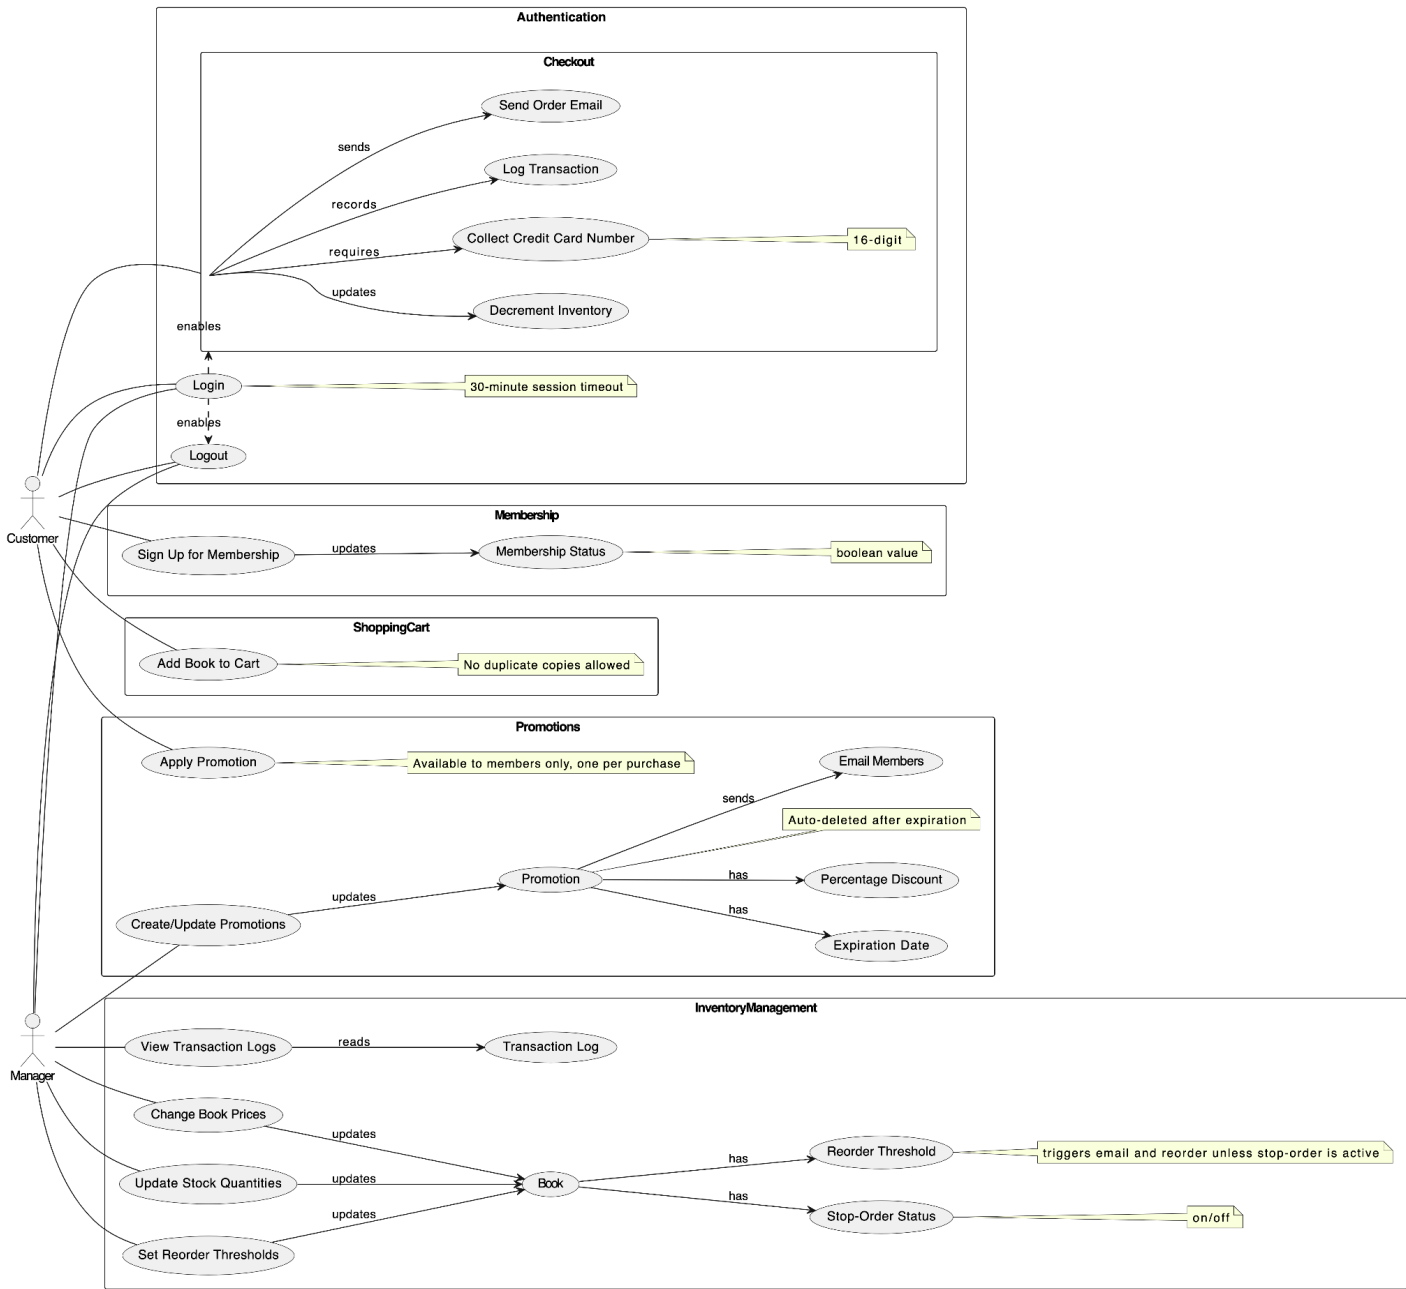 Authentication
Checkout
Send Order Email
sends
Log Transaction
records
Collect Credit Card Number
16-digit
requires
updates
Decrement Inventory
enables
Login
30-minute session timeout
enables
Logout
Customer
Membership
Sign Up for Membership
updates
Membership Status
boolean value
ShoppingCart
Add Book to Cart
No duplicate copies allowed
Promotions
Apply Promotion
Available to members only, one per purchase
Email Members
sends
Auto-deleted after expiration
Promotion
has
Percentage Discount
updates
Create/Update Promotions
has
Expiration Date
Manager
InventoryManagement
View Transaction Logs
reads
Transaction Log
Change Book Prices
updates
Reorder Threshold
triggers email and reorder unless stop-order is active
has
Update Stock Quantities
updates
Book
has
Stop-Order Status
on/off
updates
Set Reorder Thresholds